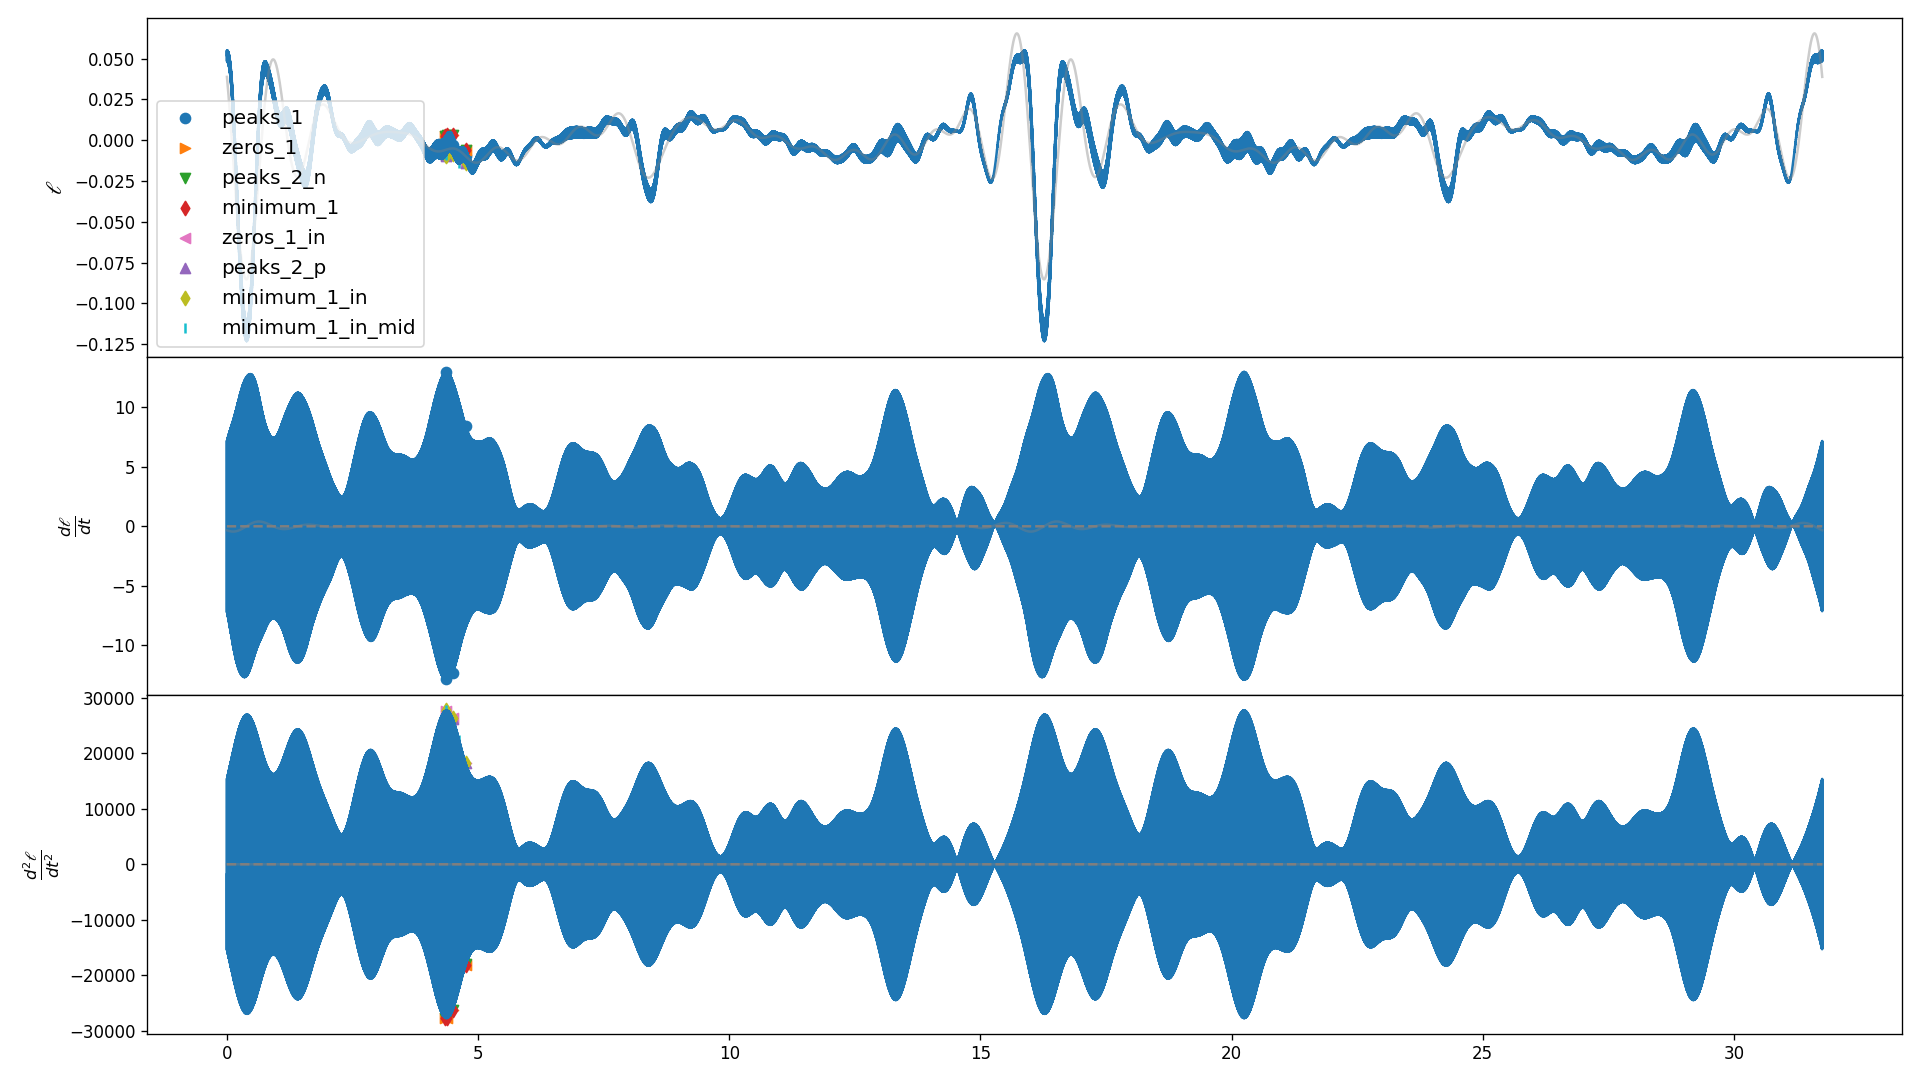 0.050
0.025
0.000
−0.025
−0.050
−0.075
−0.100
−0.125
ℓ
peaks_1
zeros_1
peaks_2_n
minimum_1
zeros_1_in
peaks_2_p
minimum_1_in
minimum_1_in_mid
10
5
0
−5
−10
dℓ
dt
30000
20000
10000
0
−10000
−20000
−30000
d²ℓ
dt²
0 5 10 15 20 25 30